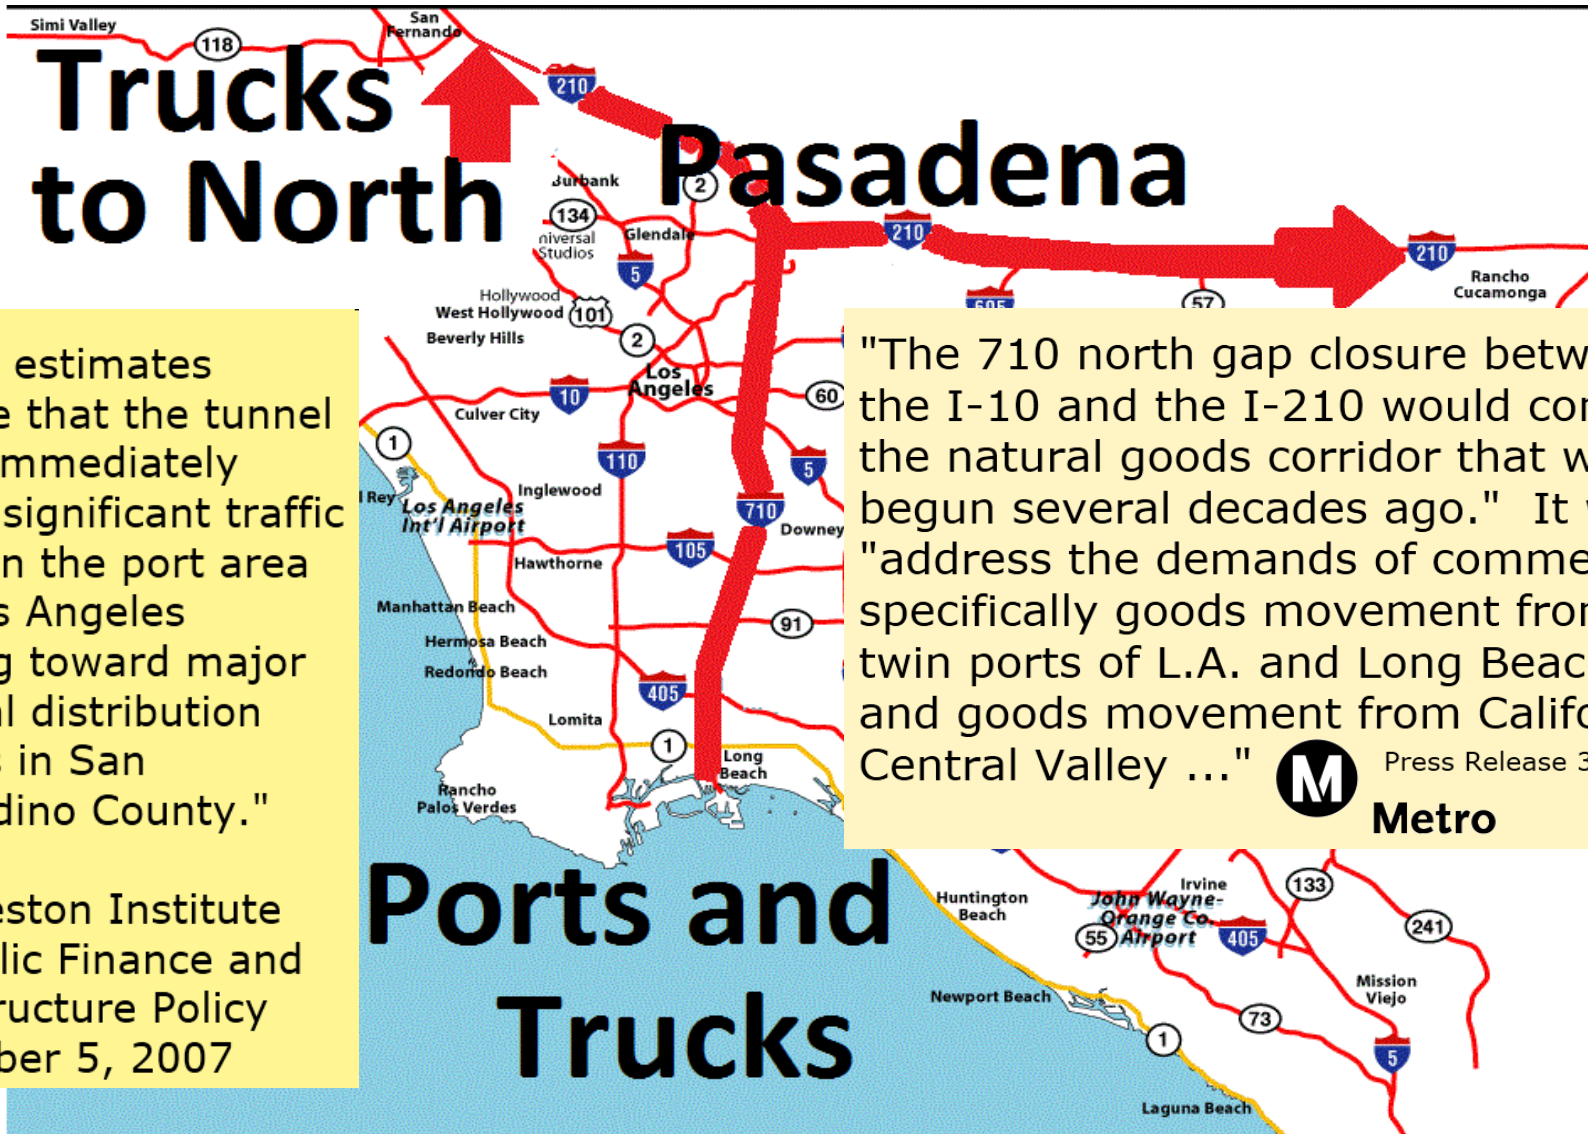 Simi Valley
118
San
Fernando
Trucks
to North
210
Pasadena
2
Burbank
134
niversal
Studios
Glendale
5
210
210
Rancho
Cucamonga
605
57
Hollywood
West Hollywood
101
Beverly Hills
2
Los
Angeles
10
60
Culver City
1
110
5
l Rey
Los Angeles
Int'l Airport
Inglewood
710
Downey
105
Hawthorne
Manhattan Beach
91
Hermosa Beach
Redondo Beach
405
Lomita
1
Long
Beach
Rancho
Palos Verdes
estimates
e that the tunnel
mmediately
significant traffic
n the port area
s Angeles
g toward major
l distribution
s in San
dino County."
eston Institute
lic Finance and
ructure Policy
ber 5, 2007
"The 710 north gap closure betw
the I-10 and the I-210 would con
the natural goods corridor that w
begun several decades ago." It w
"address the demands of comme
specifically goods movement fron
twin ports of L.A. and Long Beac
and goods movement from Califo
Central Valley ..."
M
Press Release 3
Metro
Ports and
Trucks
Huntington
Beach
Irvine
John Wayne-
Orange Co.
Airport
55
405
133
241
Newport Beach
Mission
Viejo
73
1
5
Laguna Beach